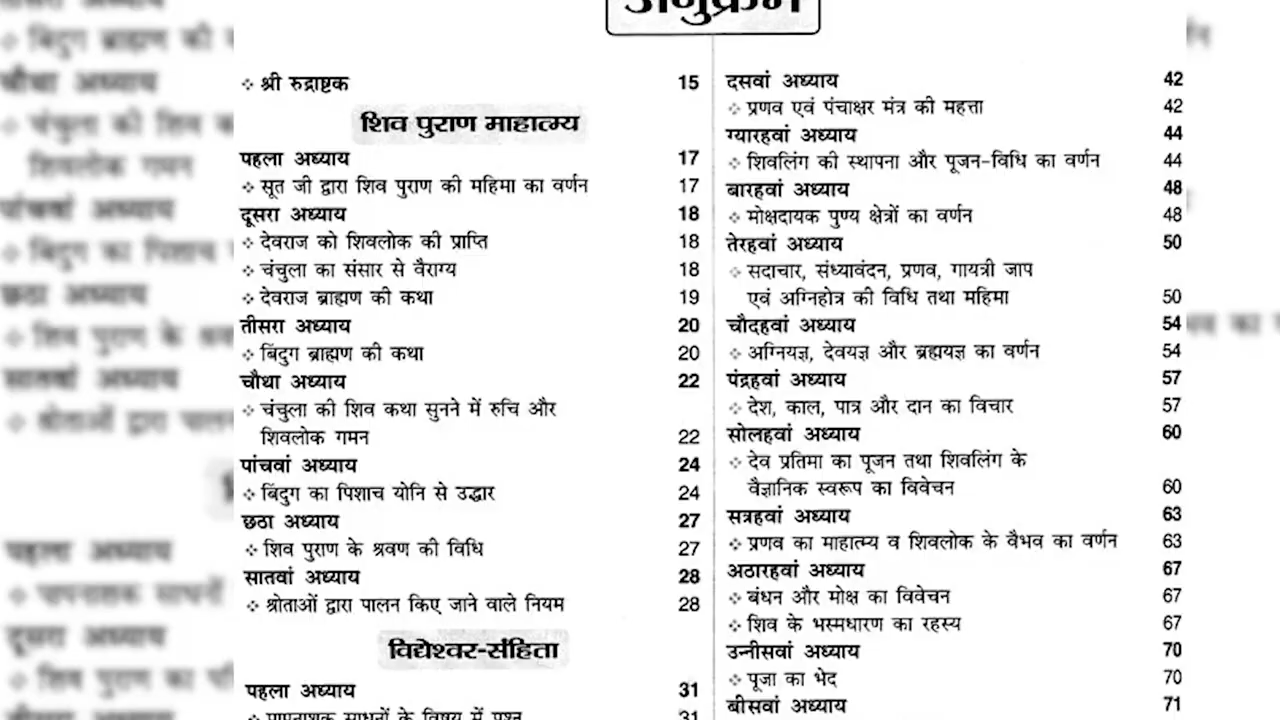 अनुक्रम
❖ श्री रुद्राष्टक 15
शिव पुराण माहात्म्य
पहला अध्याय 17
❖ सूत जी द्वारा शिव पुराण की महिमा का वर्णन 17
दूसरा अध्याय 18
❖ देवराज को शिवलोक की प्राप्ति 18
❖ चंचुला का संसार से वैराग्य 18
❖ देवराज ब्राह्मण की कथा 19
तीसरा अध्याय 20
❖ बिंदुग ब्राह्मण की कथा 20
चौथा अध्याय 22
❖ चंचुला की शिव कथा सुनने में रुचि और
शिवलोक गमन 22
पांचवां अध्याय 24
❖ बिंदुग का पिशाच योनि से उद्धार 24
छठा अध्याय 27
❖ शिव पुराण के श्रवण की विधि 27
सातवां अध्याय 28
❖ श्रोताओं द्वारा पालन किए जाने वाले नियम 28
विद्येश्वर-संहिता
पहला अध्याय 31
❖ पापनाशक साधनों के विषय में प्रश्न 31
दसवां अध्याय 42
❖ प्रणव एवं पंचाक्षर मंत्र की महत्ता 42
ग्यारहवां अध्याय 44
❖ शिवलिंग की स्थापना और पूजन-विधि का वर्णन 44
बारहवां अध्याय 48
❖ मोक्षदायक पुण्य क्षेत्रों का वर्णन 48
तेरहवां अध्याय 50
❖ सदाचार, संध्यावंदन, प्रणव, गायत्री जाप
एवं अग्निहोत्र की विधि तथा महिमा 50
चौदहवां अध्याय 54
❖ अग्नियज्ञ, देवयज्ञ और ब्रह्मयज्ञ का वर्णन 54
पंद्रहवां अध्याय 57
❖ देश, काल, पात्र और दान का विचार 57
सोलहवां अध्याय 60
❖ देव प्रतिमा का पूजन तथा शिवलिंग के
वैज्ञानिक स्वरूप का विवेचन 60
सत्रहवां अध्याय 63
❖ प्रणव का माहात्म्य व शिवलोक के वैभव का वर्णन 63
अठारहवां अध्याय 67
❖ बंधन और मोक्ष का विवेचन 67
❖ शिव के भस्मधारण का रहस्य 67
उन्नीसवां अध्याय 70
❖ पूजा का भेद 70
बीसवां अध्याय 71